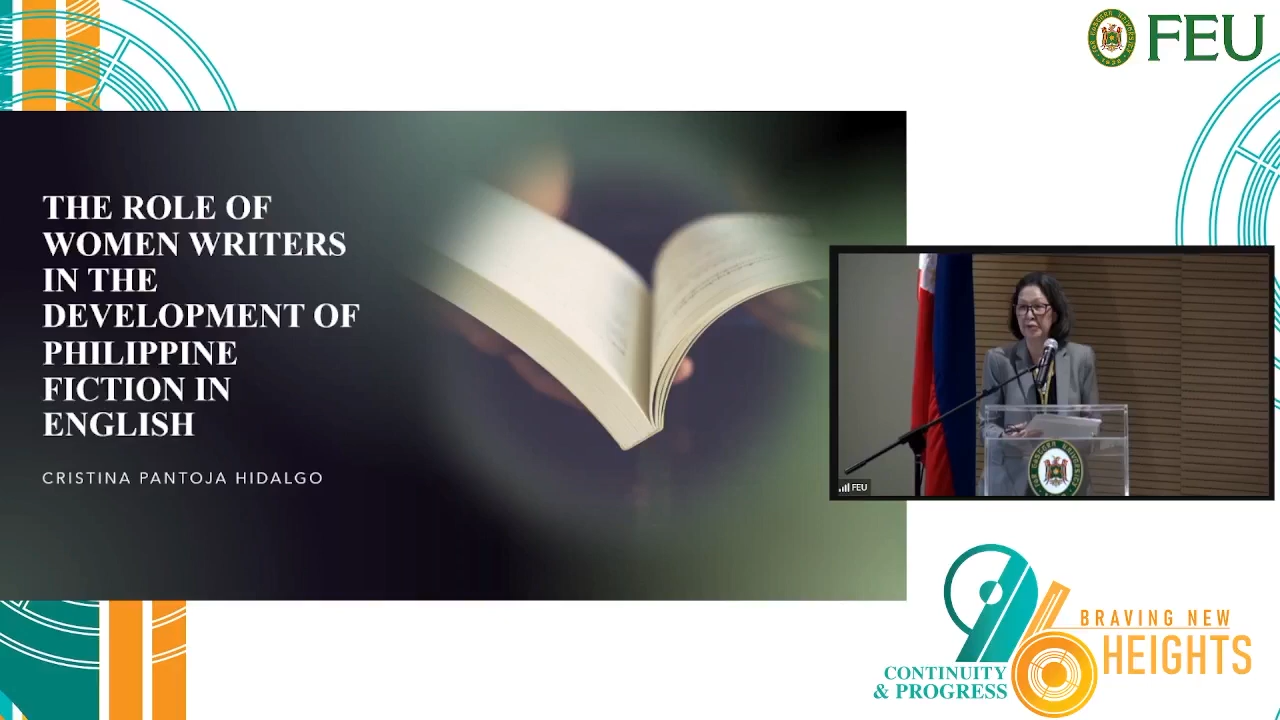 FEU
THE ROLE OF
WOMEN WRITERS
IN THE
DEVELOPMENT OF
PHILIPPINE
FICTION IN
ENGLISH
CRISTINA PANTOJA HIDALGO
FEU
96
BRAVING NEW
HEIGHTS
CONTINUITY
& PROGRESS